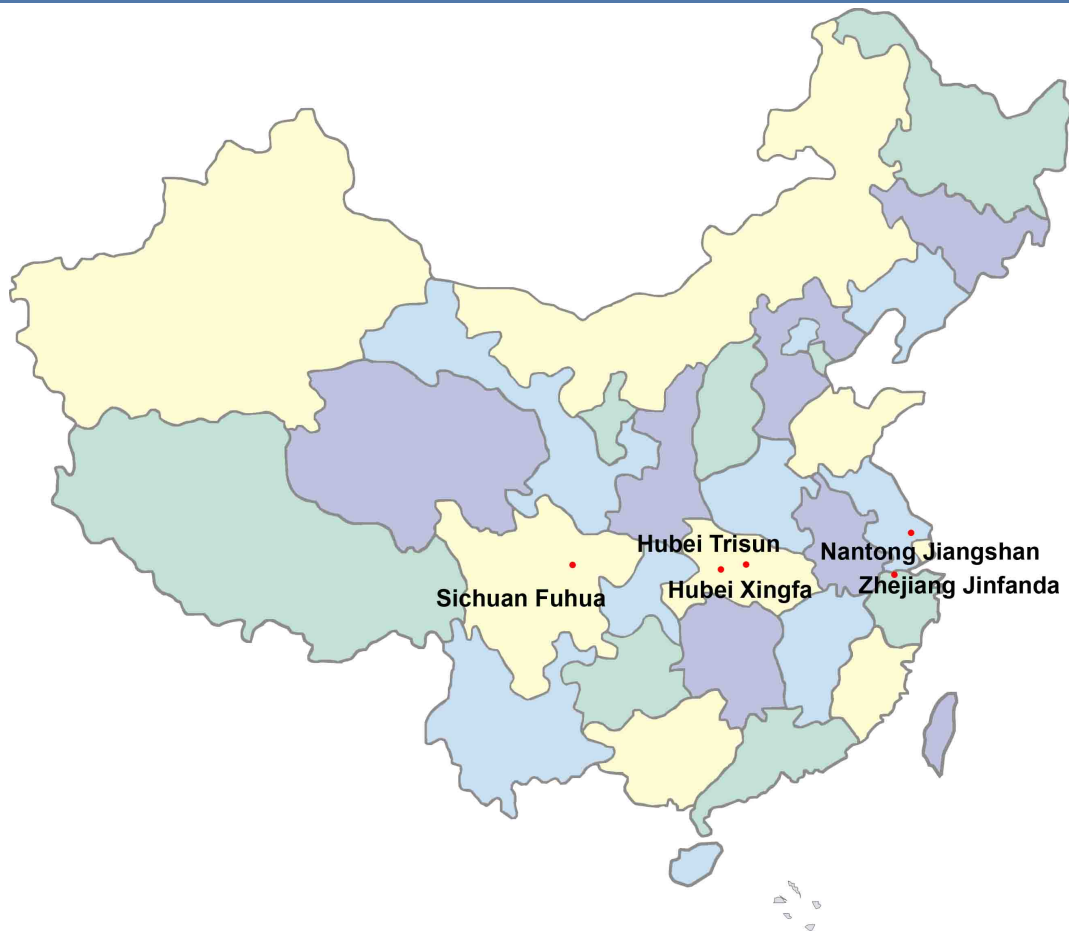 Hubei Trisun
Nantong Jiangshan
Hubei Xingfa
Zhejiang Jinfanda
Sichuan Fuhua